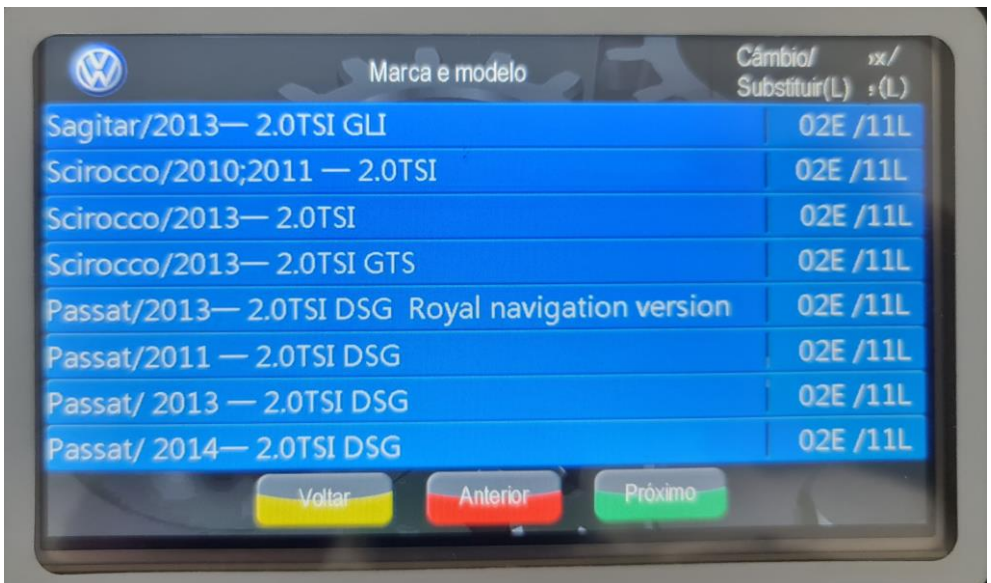 Marca e modelo
Câmbio/ x/
Substituir(L) (L)
Sagitar/2013— 2.0TSI GLI 02E /11L
Scirocco/2010;2011 — 2.0TSI 02E /11L
Scirocco/2013— 2.0TSI 02E /11L
Scirocco/2013— 2.0TSI GTS 02E /11L
Passat/2013— 2.0TSI DSG Royal navigation version 02E /11L
Passat/2011 — 2.0TSI DSG 02E /11L
Passat/ 2013 — 2.0TSI DSG 02E /11L
Passat/ 2014— 2.0TSI DSG 02E /11L
Voltar Anterior Próximo